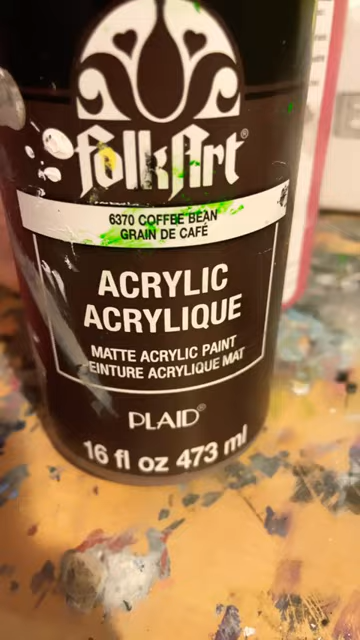 folkArt®
6370 COFFEE BEAN
GRAIN DE CAFÉ
ACRYLIC
ACRYLIQUE
MATTE ACRYLIC PAINT
EINTURE ACRYLIQUE MAT
PLAID®
16 fl oz 473 ml